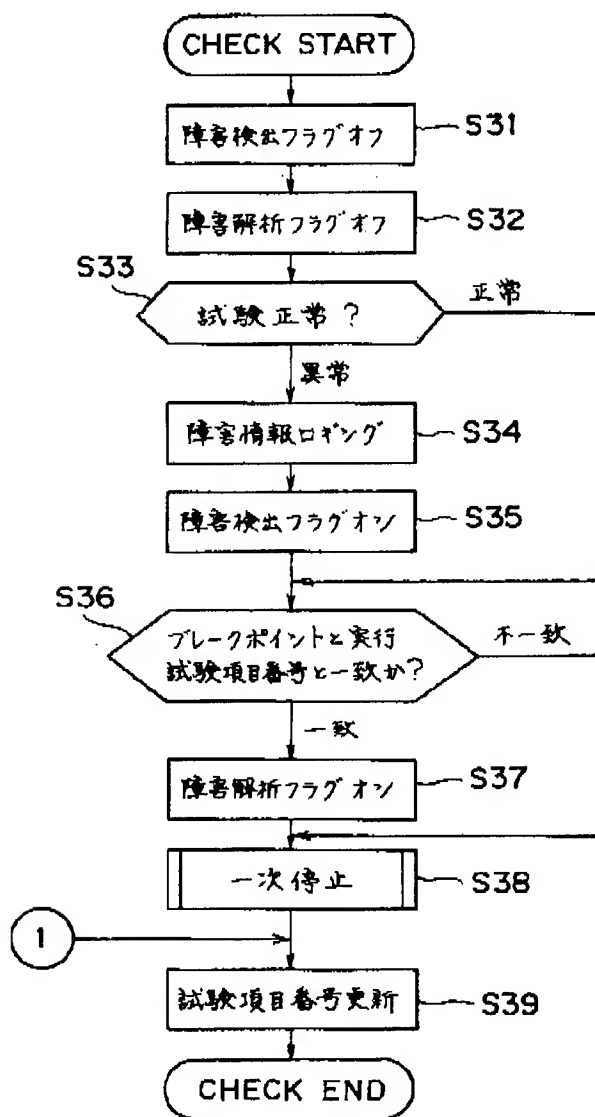 CHECK START
障害検出フラグオフ
S31
障害解析フラグオフ
S32
S33
試験正常?
正常
異常
障害情報ロギング
S34
障害検出フラグオン
S35
S36
ブレークポイントと実行
試験項目番号と一致か?
不一致
一致
障害解析フラグオン
S37
一次停止
S38
1
試験項目番号更新
S39
CHECK END